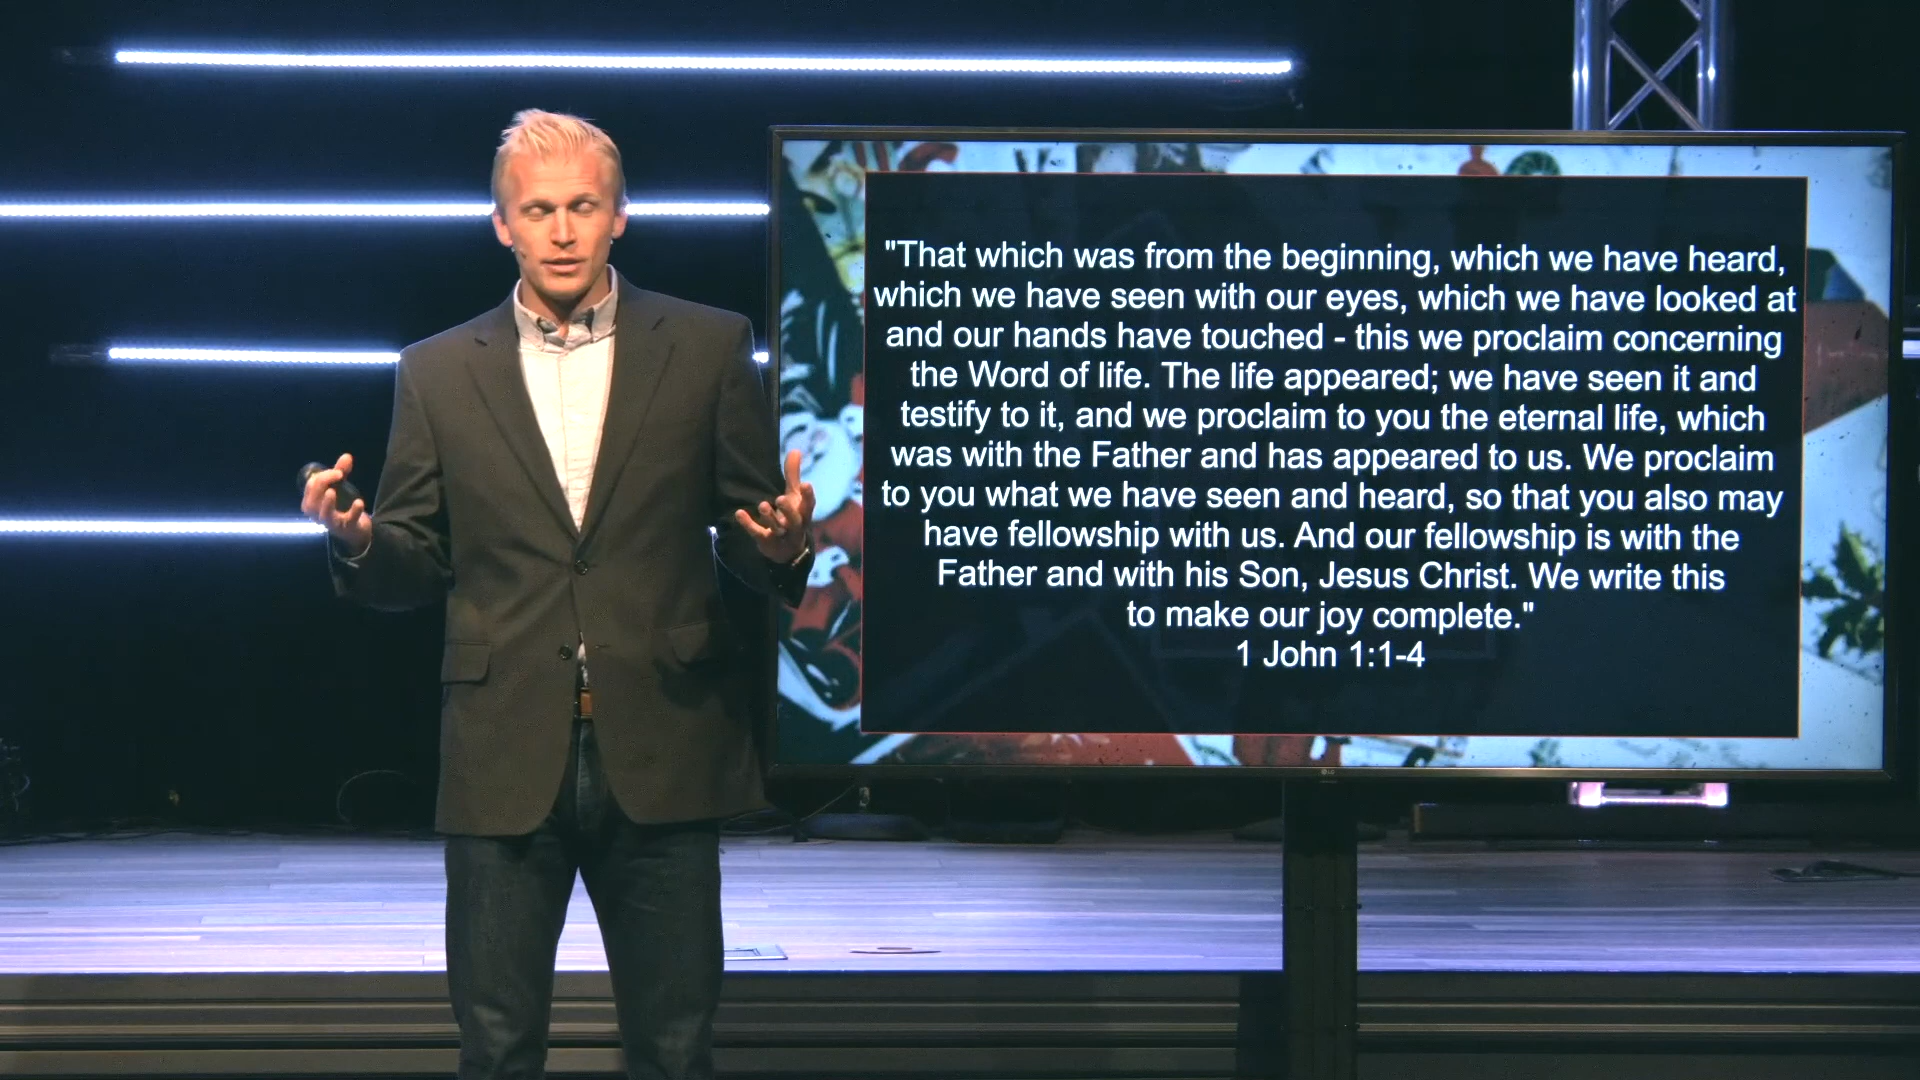 "That which was from the beginning, which we have heard,
which we have seen with our eyes, which we have looked at
and our hands have touched - this we proclaim concerning
the Word of life. The life appeared; we have seen it and
testify to it, and we proclaim to you the eternal life, which
was with the Father and has appeared to us. We proclaim
to you what we have seen and heard, so that you also may
have fellowship with us. And our fellowship is with the
Father and with his Son, Jesus Christ. We write this
to make our joy complete."
1 John 1:1-4
LG